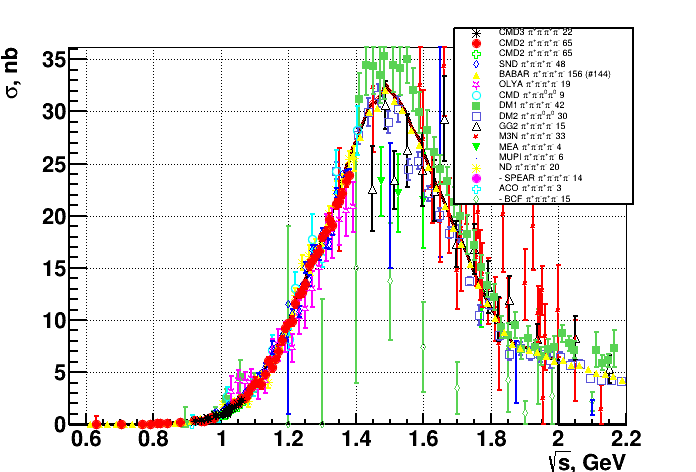 CMD3 π⁺π⁻π⁺π⁻ 22
CMD2 π⁺π⁻π⁺π⁻ 65
CMD2 π⁺π⁻π⁺π⁻ 65
SND π⁺π⁻π⁺π⁻ 48
BABAR π⁺π⁻π⁺π⁻ 156 (#144)
OLYA π⁺π⁻π⁺π⁻ 19
CMD π⁺π⁻π⁰π⁰ 9
DM1 π⁺π⁻π⁺π⁻ 42
DM2 π⁺π⁻π⁰π⁰ 30
GG2 π⁺π⁻π⁺π⁻ 15
M3N π⁺π⁻π⁺π⁻ 33
MEA π⁺π⁻π⁺π⁻ 4
MUPI π⁺π⁻π⁺π⁻ 6
ND π⁺π⁻π⁺π⁻ 20
- SPEAR π⁺π⁻π⁺π⁻ 14
ACO π⁺π⁻π⁺π⁻ 3
- BCF π⁺π⁻π⁺π⁻ 15
σ, nb
35
30
25
20
15
10
5
0
0.6 0.8 1 1.2 1.4 1.6 1.8 2 2.2
√s, GeV